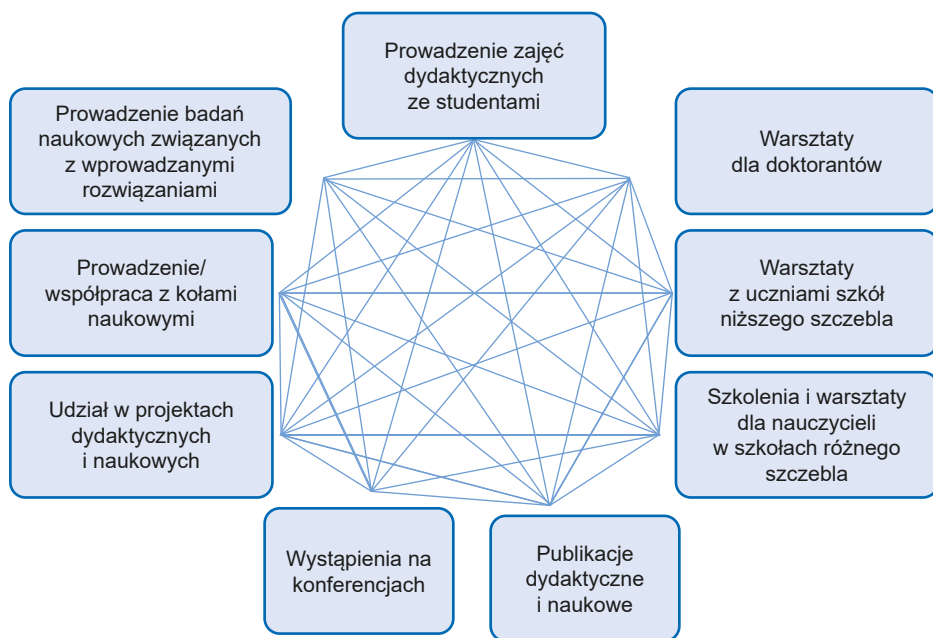 Prowadzenie zajęć
dydaktycznych
ze studentami
Prowadzenie badań
naukowych związanych
z wprowadzanymi
rozwiązaniami
Warsztaty
dla doktorantów
Prowadzenie/
współpraca z kołami
naukowymi
Warsztaty
z uczniami szkół
niższego szczebla
Udział w projektach
dydaktycznych
i naukowych
Szkolenia i warsztaty
dla nauczycieli
w szkołach różnego
szczebla
Wystąpienia na
konferencjach
Publikacje
dydaktyczne
i naukowe